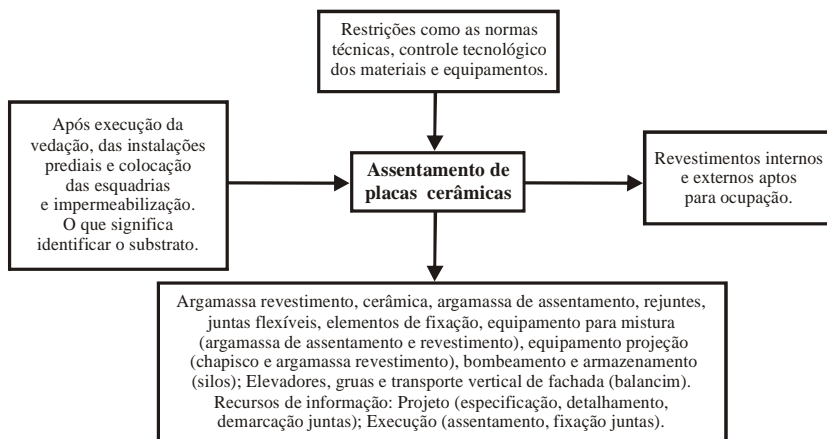 Restrições como as normas
técnicas, controle tecnológico
dos materiais e equipamentos.
Após execução da
vedação, das instalações
prediais e colocação
das esquadrias
e impermeabilização.
O que significa
identificar o substrato.
Assentamento de
placas cerâmicas
Revestimentos internos
e externos aptos
para ocupação.
Argamassa revestimento, cerâmica, argamassa de assentamento, rejuntes,
juntas flexíveis, elementos de fixação, equipamento para mistura
(argamassa de assentamento e revestimento), equipamento projeção
(chapisco e argamassa revestimento), bombeamento e armazenamento
(silos); Elevadores, gruas e transporte vertical de fachada (balancim).
Recursos de informação: Projeto (especificação, detalhamento,
demarcação juntas); Execução (assentamento, fixação juntas).